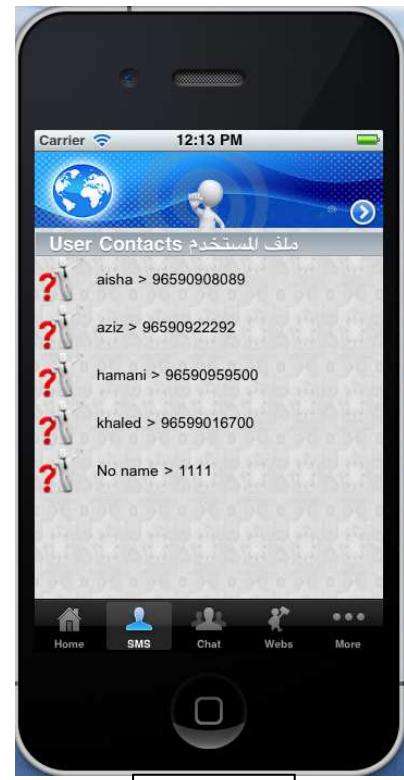 Carrier 12:13 PM
User Contacts ملف المستخدم
aisha > 96590908089
aziz > 96590922292
hamani > 96590959500
khaled > 96599016700
No name > 1111
Home SMS Chat Webs More